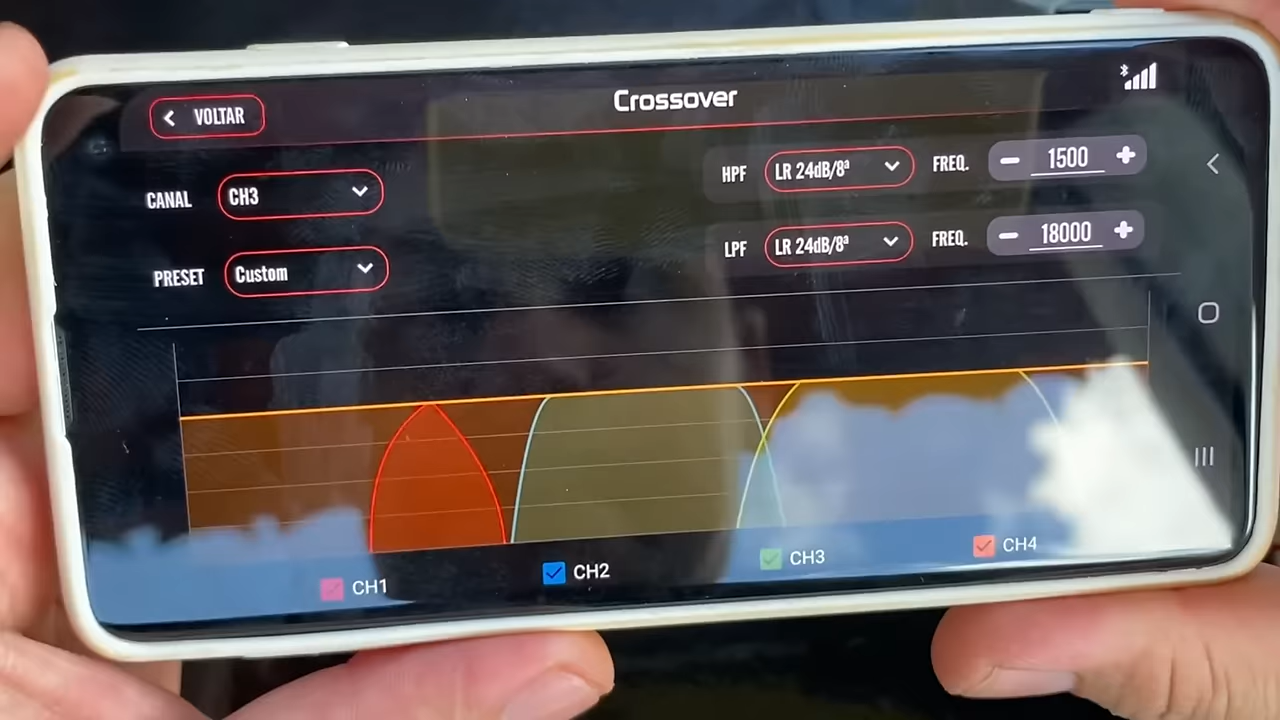 VOLTAR
Crossover
CANAL CH3
HPF LR 24dB/8ª FREQ. 1500
PRESET Custom
LPF LR 24dB/8ª FREQ. 18000
CH1 CH2 CH3 CH4